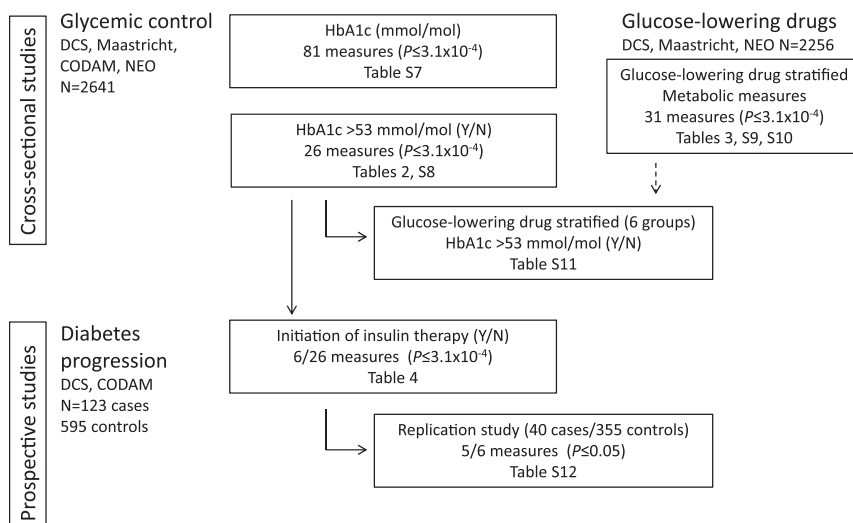 Cross-sectional studies
Glycemic control
DCS, Maastricht,
CODAM, NEO
N=2641
HbA1c (mmol/mol)
81 measures (P≤3.1x10⁻⁴)
Table S7
HbA1c >53 mmol/mol (Y/N)
26 measures (P≤3.1x10⁻⁴)
Tables 2, S8
Glucose-lowering drugs
DCS, Maastricht, NEO N=2256
Glucose-lowering drug stratified
Metabolic measures
31 measures (P≤3.1x10⁻⁴)
Tables 3, S9, S10
Glucose-lowering drug stratified (6 groups)
HbA1c >53 mmol/mol (Y/N)
Table S11
Prospective studies
Diabetes
progression
DCS, CODAM
N=123 cases
595 controls
Initiation of insulin therapy (Y/N)
6/26 measures (P≤3.1x10⁻⁴)
Table 4
Replication study (40 cases/355 controls)
5/6 measures (P≤0.05)
Table S12